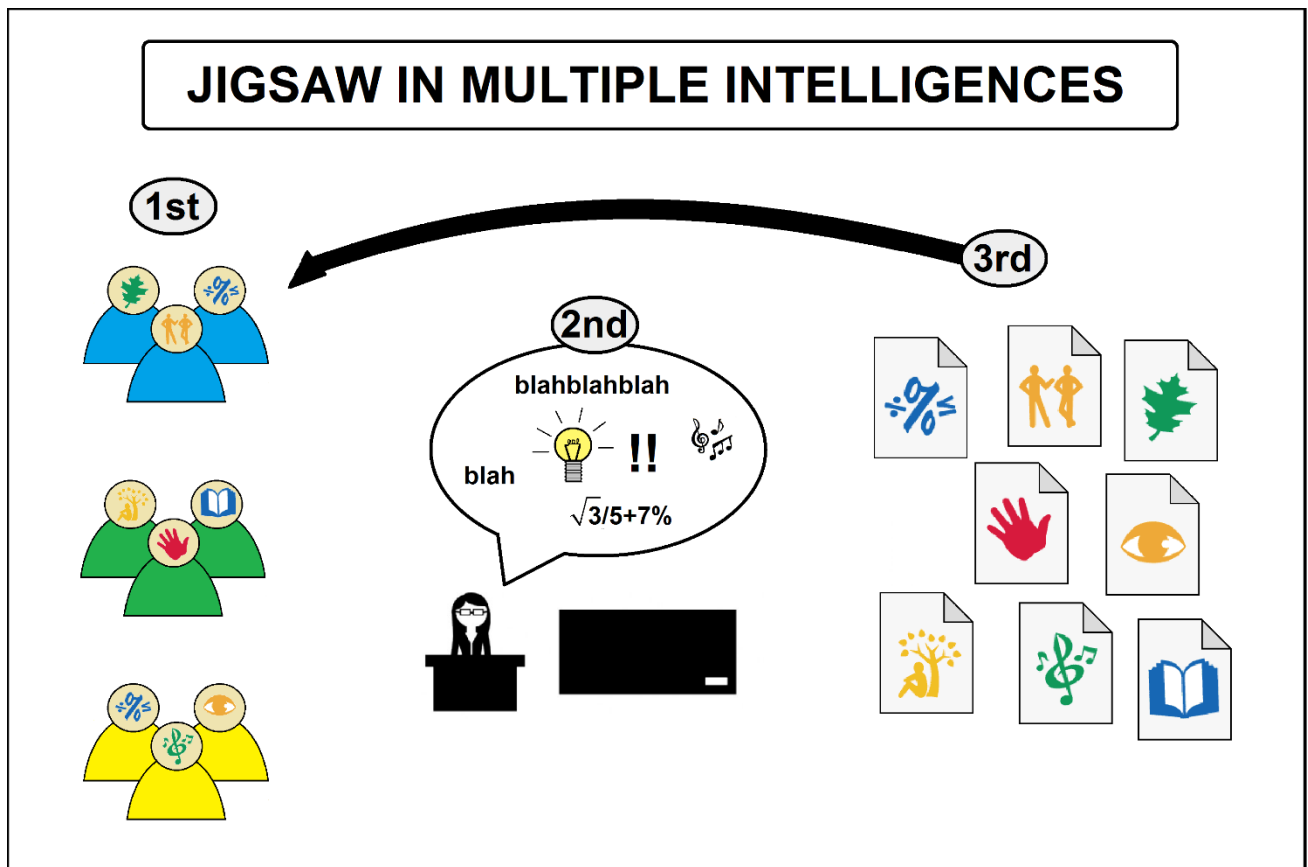 JIGSAW IN MULTIPLE INTELLIGENCES
1st
3rd
2nd
blahblahblah
!!
blah
√3/5+7%